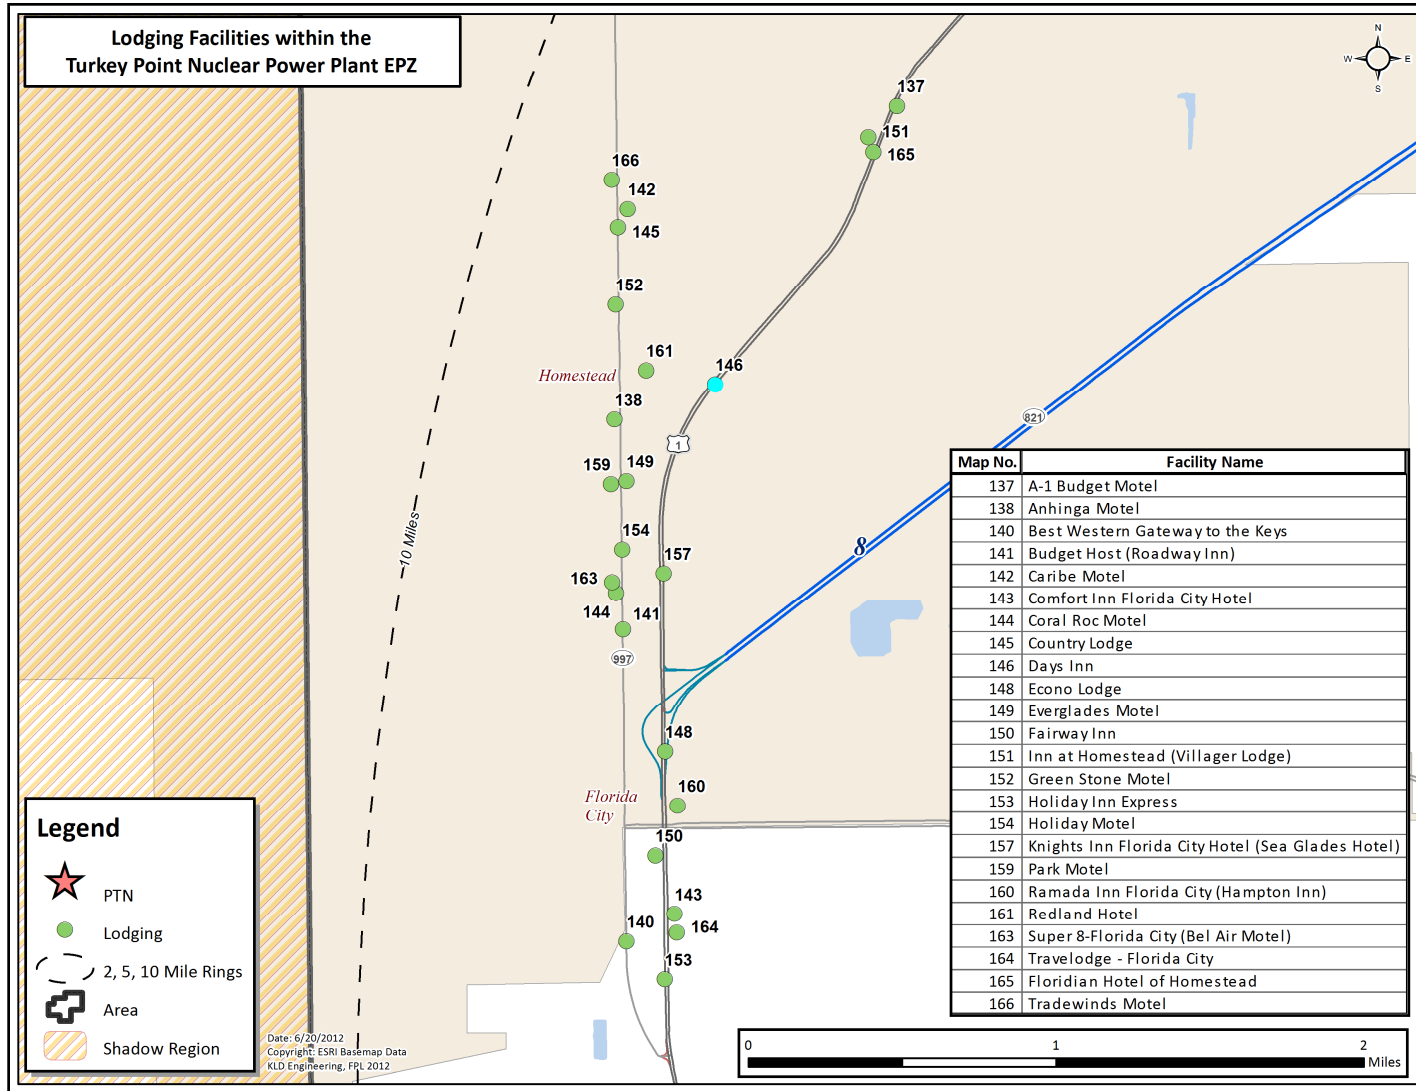 Lodging Facilities within the
Turkey Point Nuclear Power Plant EPZ
N
W E
S
137
151
165
166
142
145
152
161
Homestead
146
138
821
1
159 149
10 Miles
154
8
157
163
144 141
997
148
160
Florida
City
150
143
140 164
153
Map No. Facility Name
137 A-1 Budget Motel
138 Anhinga Motel
140 Best Western Gateway to the Keys
141 Budget Host (Roadway Inn)
142 Caribe Motel
143 Comfort Inn Florida City Hotel
144 Coral Roc Motel
145 Country Lodge
146 Days Inn
148 Econo Lodge
149 Everglades Motel
150 Fairway Inn
151 Inn at Homestead (Villager Lodge)
152 Green Stone Motel
153 Holiday Inn Express
154 Holiday Motel
157 Knights Inn Florida City Hotel (Sea Glades Hotel)
159 Park Motel
160 Ramada Inn Florida City (Hampton Inn)
161 Redland Hotel
163 Super 8-Florida City (Bel Air Motel)
164 Travelodge - Florida City
165 Floridian Hotel of Homestead
166 Tradewinds Motel
Legend
PTN
Lodging
2, 5, 10 Mile Rings
Area
Shadow Region
Date: 6/20/2012
Copyright: ESRI Basemap Data
KLD Engineering, FPL 2012
0 1 2
Miles